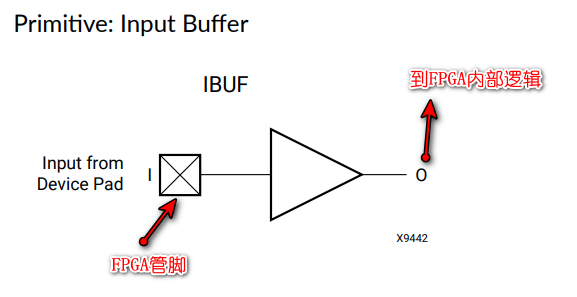 Primitive: Input Buffer
IBUF
到FPGA内部逻辑
Input from
Device Pad
I
O
X9442
FPGA管脚